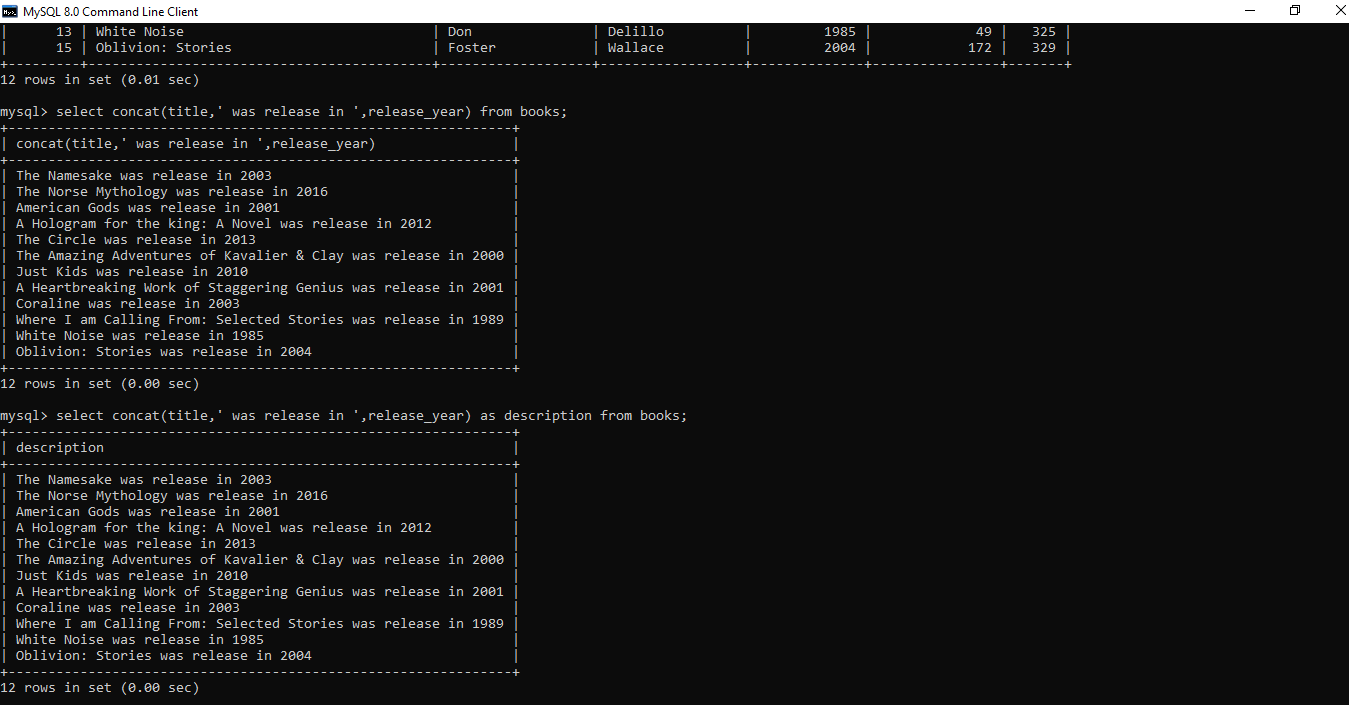 MySQL 8.0 Command Line Client
|      13 | White Noise                               | Don               | Delillo         |         1985 |             49 |   325 |
|      15 | Oblivion: Stories                         | Foster            | Wallace         |         2004 |            172 |   329 |
+---------+-------------------------------------------+-------------------+------------------+--------------+----------------+-------+
12 rows in set (0.01 sec)
mysql> select concat(title,' was release in ',release_year) from books;
+---------------------------------------------------------------+
| concat(title,' was release in ',release_year)                 |
+---------------------------------------------------------------+
| The Namesake was release in 2003                              |
| The Norse Mythology was release in 2016                       |
| American Gods was release in 2001                             |
| A Hologram for the king: A Novel was release in 2012          |
| The Circle was release in 2013                                |
| The Amazing Adventures of Kavalier & Clay was release in 2000 |
| Just Kids was release in 2010                                 |
| A Heartbreaking Work of Staggering Genius was release in 2001 |
| Coraline was release in 2003                                  |
| Where I am Calling From: Selected Stories was release in 1989 |
| White Noise was release in 1985                               |
| Oblivion: Stories was release in 2004                         |
+---------------------------------------------------------------+
12 rows in set (0.00 sec)
mysql> select concat(title,' was release in ',release_year) as description from books;
+---------------------------------------------------------------+
| description                                                   |
+---------------------------------------------------------------+
| The Namesake was release in 2003                              |
| The Norse Mythology was release in 2016                       |
| American Gods was release in 2001                             |
| A Hologram for the king: A Novel was release in 2012          |
| The Circle was release in 2013                                |
| The Amazing Adventures of Kavalier & Clay was release in 2000 |
| Just Kids was release in 2010                                 |
| A Heartbreaking Work of Staggering Genius was release in 2001 |
| Coraline was release in 2003                                  |
| Where I am Calling From: Selected Stories was release in 1989 |
| White Noise was release in 1985                               |
| Oblivion: Stories was release in 2004                         |
+---------------------------------------------------------------+
12 rows in set (0.00 sec)